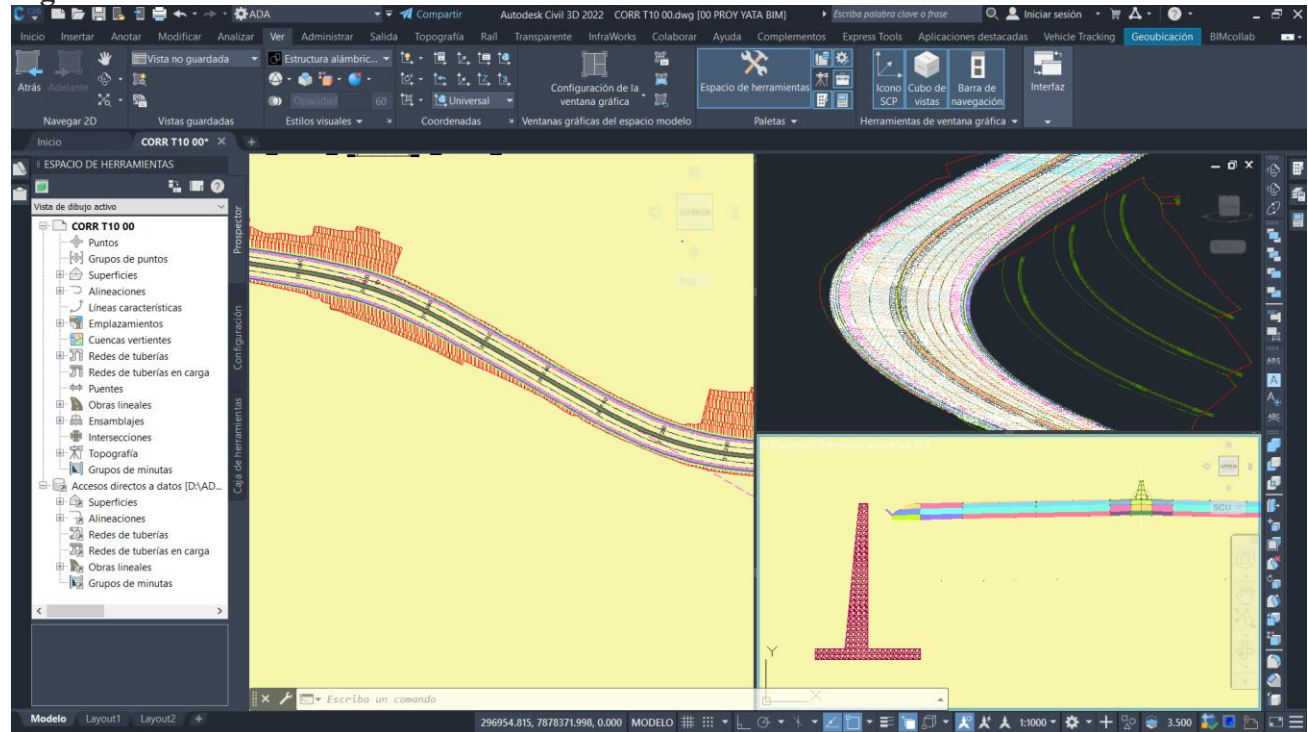 ADA
Compartir
Autodesk Civil 3D 2022 CORR T10 00.dwg [00 PROY YATA BIM]
Escriba palabra clave o frase
Iniciar sesión
Inicio Insertar Anotar Modificar Analizar Ver Administrar Salida Topografía Rail Transparente InfraWorks Colaborar Ayuda Complementos Express Tools Aplicaciones destacadas Vehicle Tracking Geoubicación BIMcollab
Atrás Adelante
Vista no guardada
Estructura alámbric...
Opacidad 60
Universal
Configuración de la
ventana gráfica
Espacio de herramientas
Icono
SCP
Cubo de
vistas
Barra de
navegación
Interfaz
Navegar 2D
Vistas guardadas
Estilos visuales
Coordenadas
Ventanas gráficas del espacio modelo
Paletas
Herramientas de ventana gráfica
Inicio
CORR T10 00*
ESPACIO DE HERRAMIENTAS
Vista de dibujo activo
CORR T10 00
Puntos
Grupos de puntos
Superficies
Alineaciones
Líneas características
Emplazamientos
Cuencas vertientes
Redes de tuberías
Redes de tuberías en carga
Puentes
Obras lineales
Ensamblajes
Intersecciones
Topografía
Grupos de minutas
Accesos directos a datos [D:\AD...
Superficies
Alineaciones
Redes de tuberías
Redes de tuberías en carga
Obras lineales
Grupos de minutas
Prospector
Configuración
Caja de herramientas
SCU
Y
X
Escriba un comando
Modelo Layout1 Layout2
296954.815, 7878371.998, 0.000 MODELO
1:1000
3.500